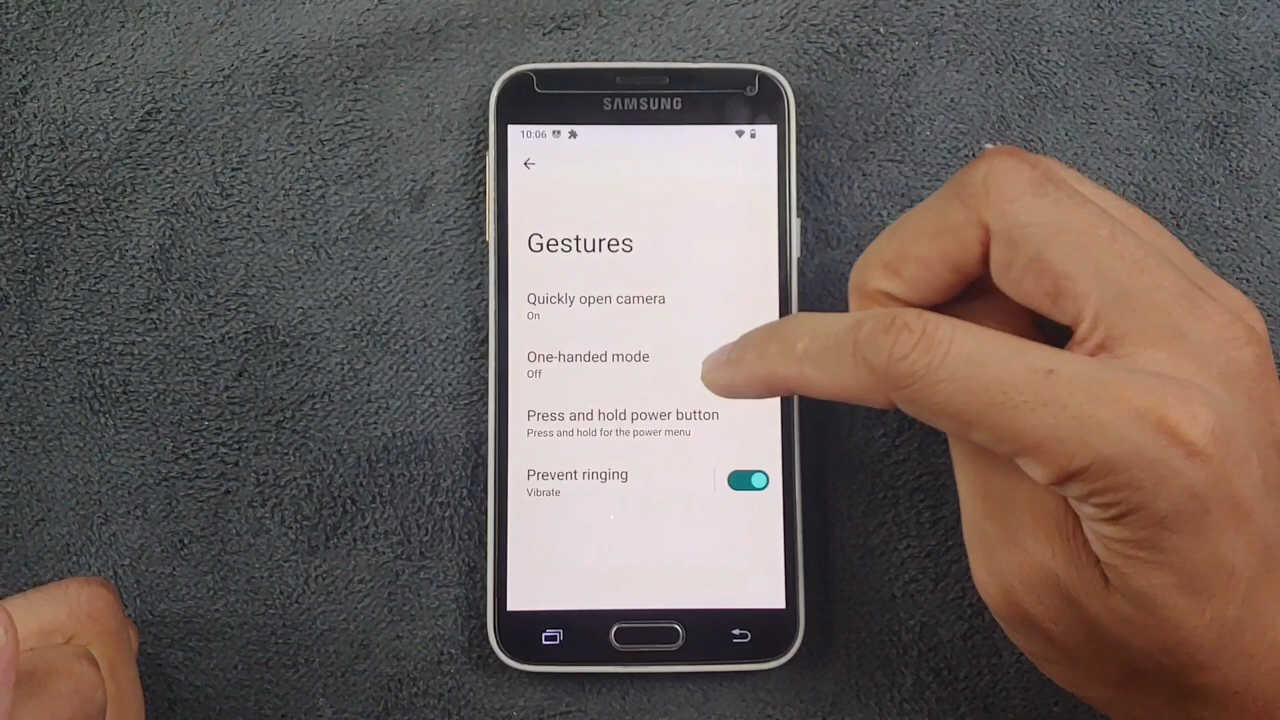 SAMSUNG
10:06
Gestures
Quickly open camera
On
One-handed mode
Off
Press and hold power button
Press and hold for the power menu
Prevent ringing
Vibrate